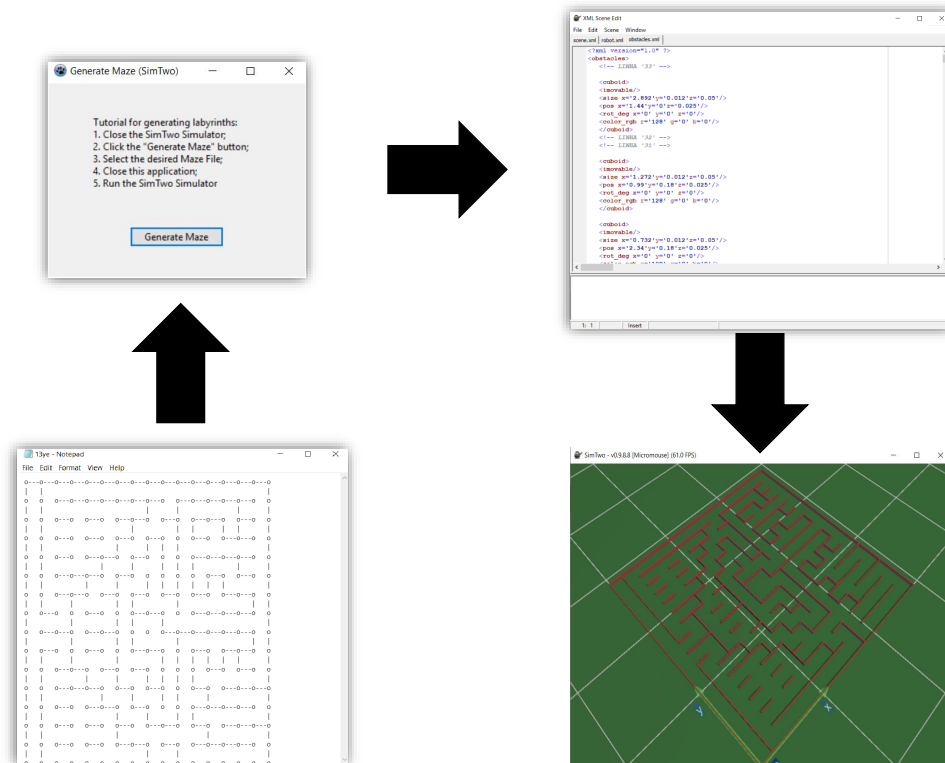 Generate Maze (SimTwo)
Tutorial for generating labyrinths:
1. Close the SimTwo Simulator;
2. Click the "Generate Maze" button;
3. Select the desired Maze File;
4. Close this application;
5. Run the SimTwo Simulator
Generate Maze
XML Scene Edit
File Edit Scene Window
scene.xml robot.xml obstacles.xml
<?xml version="1.0" ?>
<obstacles>
<!-- LINHA '33' -->
<cuboid>
<imovable/>
<size x='2.892'y='0.012'z='0.05'/>
<pos x='1.44'y='0'z='0.025'/>
<rot_deg x='0' y='0' z='0'/>
<color_rgb r='128' g='0' b='0'/>
</cuboid>
<!-- LINHA '32' -->
<!-- LINHA '31' -->
<cuboid>
<imovable/>
<size x='1.272'y='0.012'z='0.05'/>
<pos x='0.99'y='0.18'z='0.025'/>
<rot_deg x='0' y='0' z='0'/>
<color_rgb r='128' g='0' b='0'/>
</cuboid>
<cuboid>
<imovable/>
<size x='0.732'y='0.012'z='0.05'/>
<pos x='2.34'y='0.18'z='0.025'/>
<rot_deg x='0' y='0' z='0'/>
1: 1 Insert
13ye - Notepad
File Edit Format View Help
SimTwo - v0.9.8.8 [Micromouse] (61.0 FPS)
y
x